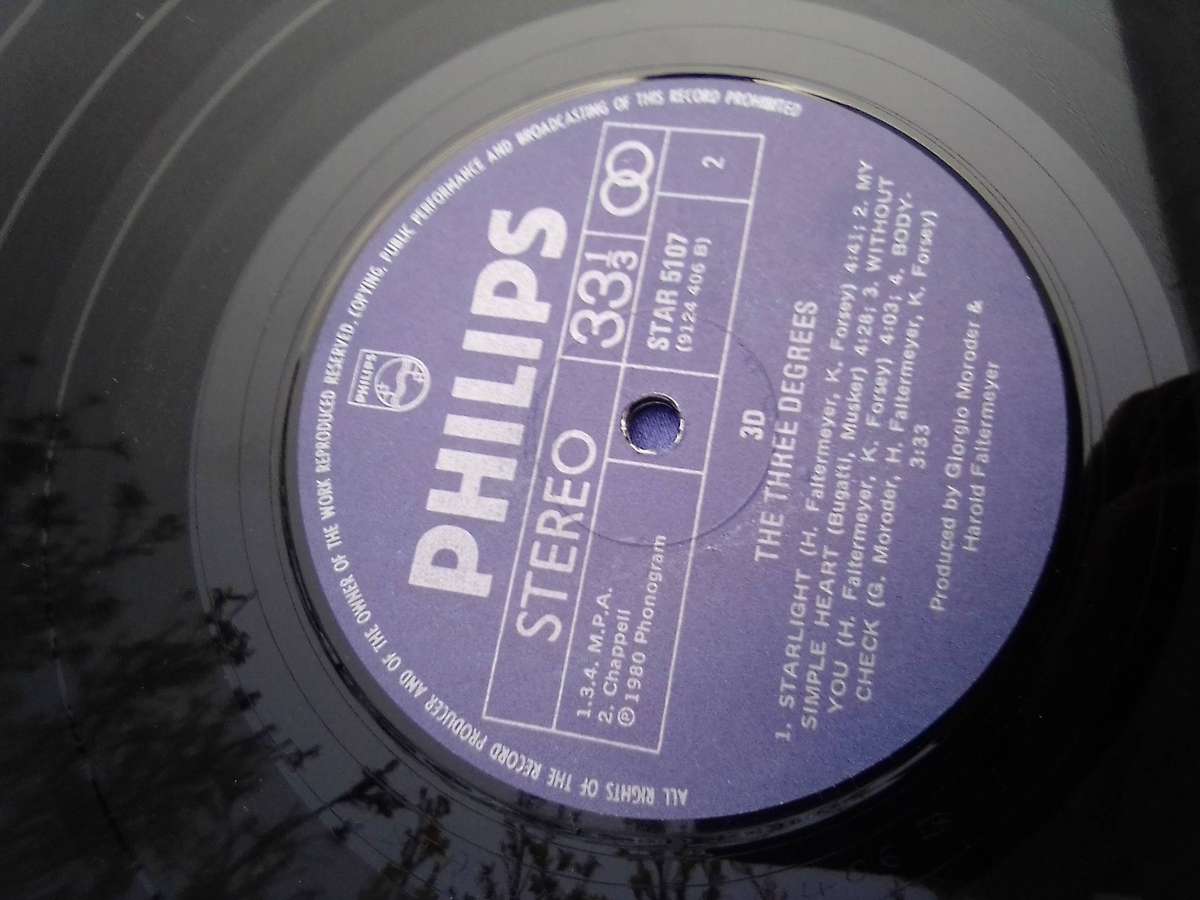 ALL RIGHTS OF THE RECORD PRODUCER AND OF THE OWNER OF THE WORK REPRODUCED RESERVED. COPYING, PUBLIC PERFORMANCE AND BROADCASTING OF THIS RECORD PROHIBITED
PHILIPS
PHILIPS
STEREO
33 1/3
1.3.4. M.P.A.
2. Chappell
℗ 1980 Phonogram
STAR 5107
(9124 406 B)
2
3D
THE THREE DEGREES
1. STARLIGHT (H. Faltermeyer, K. Forsey) 4:41; 2. MY
SIMPLE HEART (Bugatti, Musker) 4:28; 3. WITHOUT
YOU (H. Faltermeyer, K. Forsey) 4:03; 4. BODY-
CHECK (G. Moroder, H. Faltermeyer, K. Forsey)
3:33
Produced by Giorgio Moroder &
Harold Faltermeyer